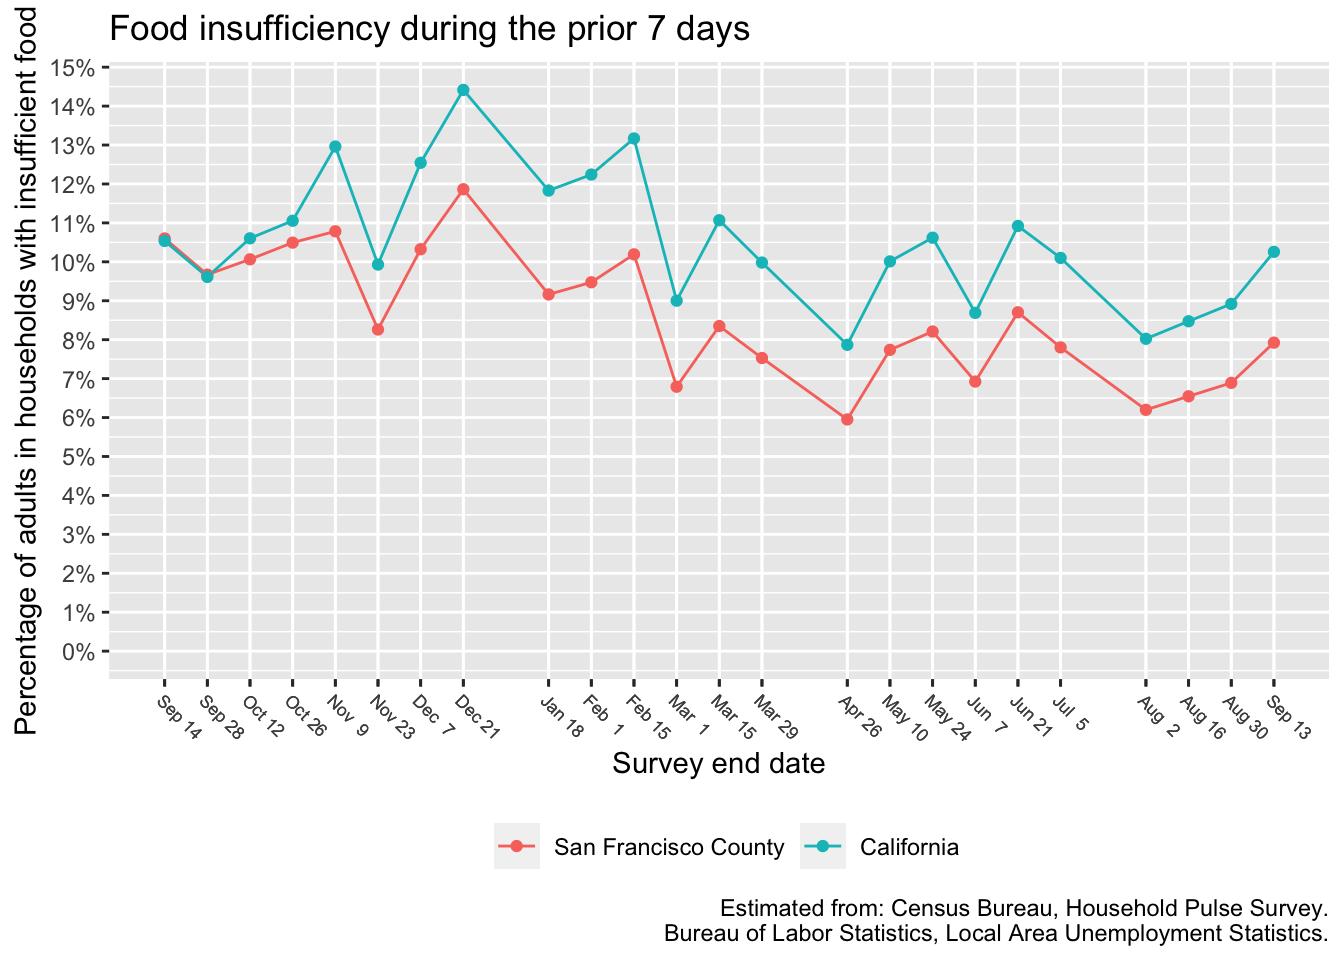 Food insufficiency during the prior 7 days
Percentage of adults in households with insufficient food
15%
14%
13%
12%
11%
10%
9%
8%
7%
6%
5%
4%
3%
2%
1%
0%
Sep 14
Sep 28
Oct 12
Oct 26
Nov 9
Nov 23
Dec 7
Dec 21
Jan 18
Feb 1
Feb 15
Mar 1
Mar 15
Mar 29
Apr 26
May 10
May 24
Jun 7
Jun 21
Jul 5
Aug 2
Aug 16
Aug 30
Sep 13
Survey end date
San Francisco County
California
Estimated from: Census Bureau, Household Pulse Survey.
Bureau of Labor Statistics, Local Area Unemployment Statistics.